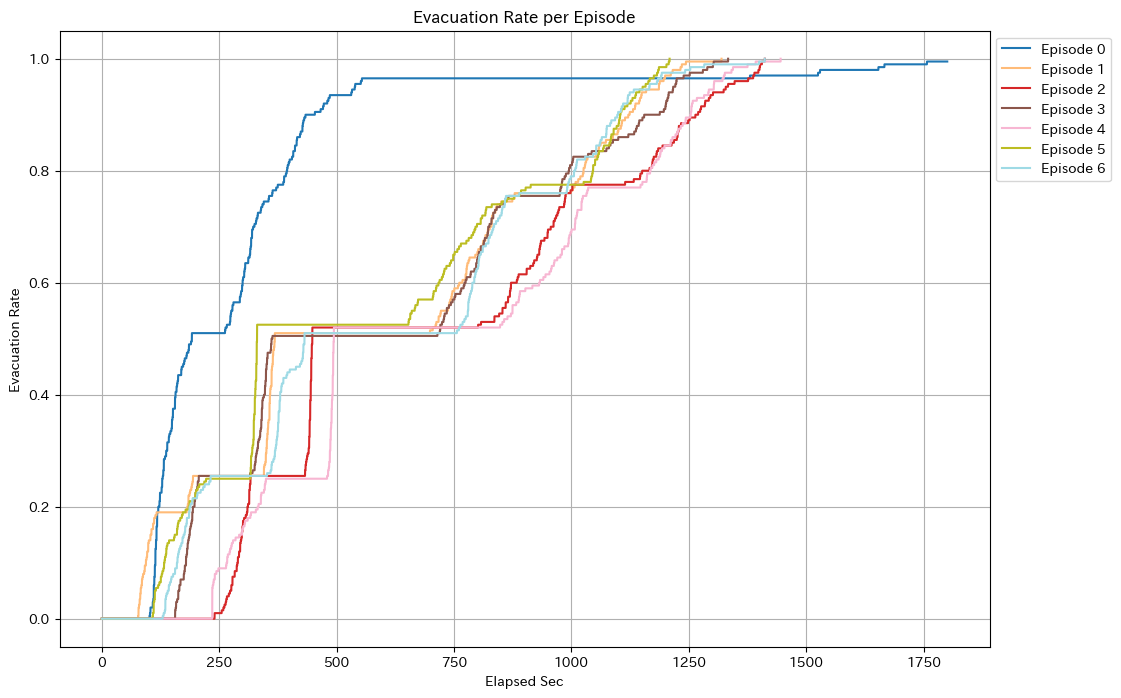 Evacuation Rate per Episode
Evacuation Rate
1.0
0.8
0.6
0.4
0.2
0.0
0
250
500
750
1000
1250
1500
1750
Elapsed Sec
Episode 0
Episode 1
Episode 2
Episode 3
Episode 4
Episode 5
Episode 6